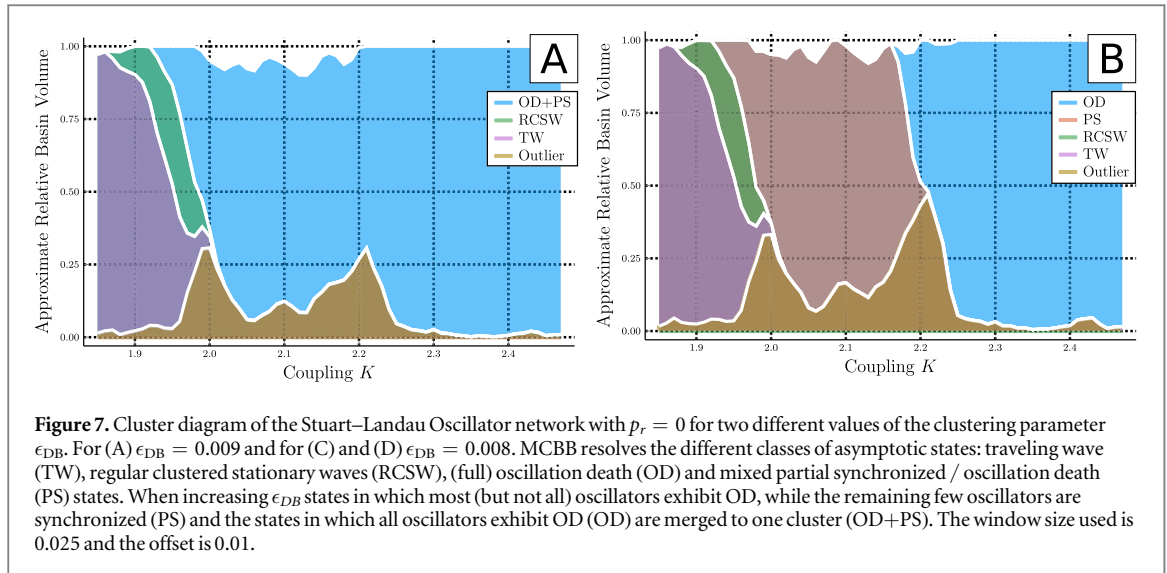 A
Approximate Relative Basin Volume
1.00
0.75
0.50
0.25
0.00
OD+PS
RCSW
TW
Outlier
1.9
2.0
2.1
2.2
2.3
2.4
Coupling K
B
Approximate Relative Basin Volume
1.00
0.75
0.50
0.25
0.00
OD
PS
RCSW
TW
Outlier
1.9
2.0
2.1
2.2
2.3
2.4
Coupling K
Figure 7. Cluster diagram of the Stuart–Landau Oscillator network with pᵣ = 0 for two different values of the clustering parameter
ϵ_DB. For (A) ϵ_DB = 0.009 and for (C) and (D) ϵ_DB = 0.008. MCBB resolves the different classes of asymptotic states: traveling wave
(TW), regular clustered stationary waves (RCSW), (full) oscillation death (OD) and mixed partial synchronized / oscillation death
(PS) states. When increasing ϵ_DB states in which most (but not all) oscillators exhibit OD, while the remaining few oscillators are
synchronized (PS) and the states in which all oscillators exhibit OD (OD) are merged to one cluster (OD+PS). The window size used is
0.025 and the offset is 0.01.